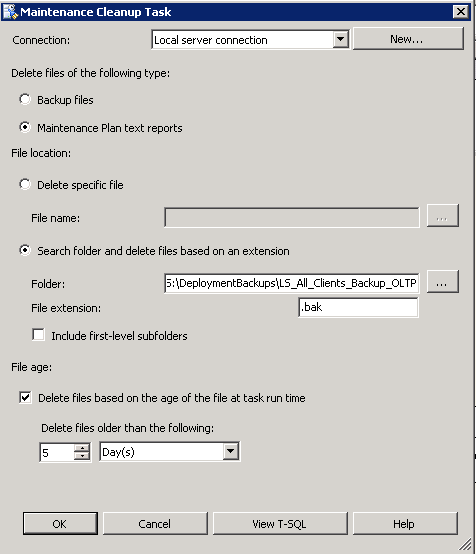 Maintenance Cleanup Task
Connection: Local server connection New...
Delete files of the following type:
Backup files
Maintenance Plan text reports
File location:
Delete specific file
File name: ...
Search folder and delete files based on an extension
Folder: S:\DeploymentBackups\LS_All_Clients_Backup_OLTP ...
File extension: .bak
Include first-level subfolders
File age:
Delete files based on the age of the file at task run time
Delete files older than the following:
5 Day(s)
OK Cancel View T-SQL Help